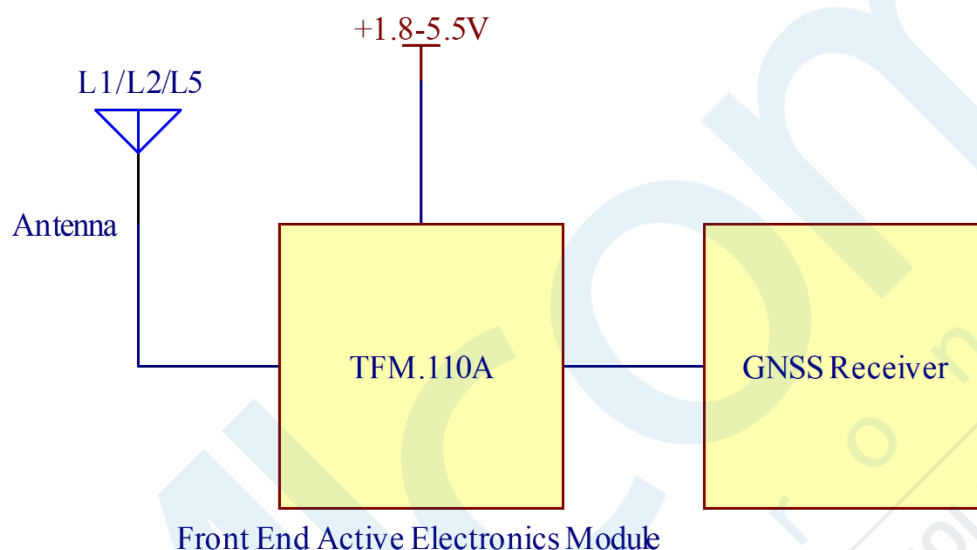 +1.8-5.5V
L1/L2/L5
Antenna
TFM.110A
GNSS Receiver
Front End Active Electronics Module